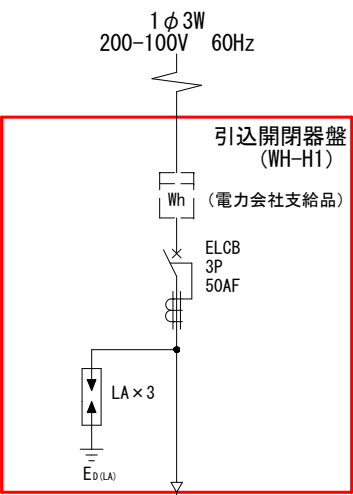 1φ3W
200-100V 60Hz
引込開閉器盤
(WH-H1)
Wh
(電力会社支給品)
ELCB
3P
50AF
LA×3
ED(LA)